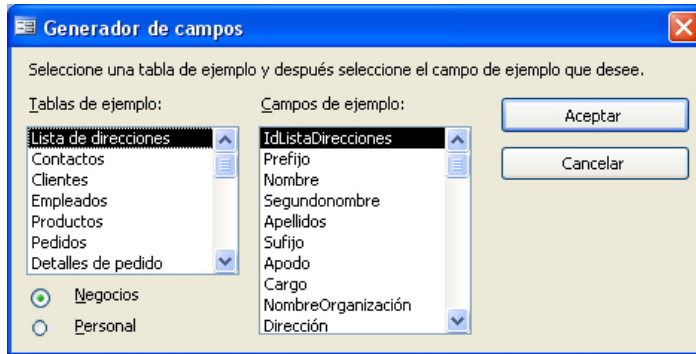 Generador de campos
Seleccione una tabla de ejemplo y después seleccione el campo de ejemplo que desee.
Tablas de ejemplo:
Lista de direcciones
Contactos
Clientes
Empleados
Productos
Pedidos
Detalles de pedido
Negocios
Personal
Campos de ejemplo:
IdListaDirecciones
Prefijo
Nombre
Segundonombre
Apellidos
Sufijo
Apodo
Cargo
NombreOrganización
Dirección
Aceptar
Cancelar